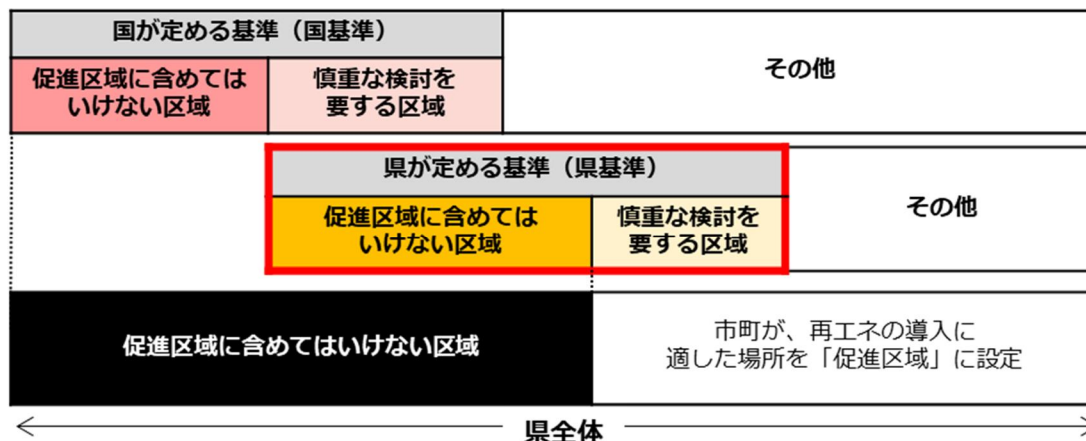 国が定める基準（国基準）
促進区域に含めては
いけない区域
慎重な検討を
要する区域
その他
県が定める基準（県基準）
促進区域に含めては
いけない区域
慎重な検討を
要する区域
その他
促進区域に含めてはいけない区域
市町が、再エネの導入に
適した場所を「促進区域」に設定
県全体